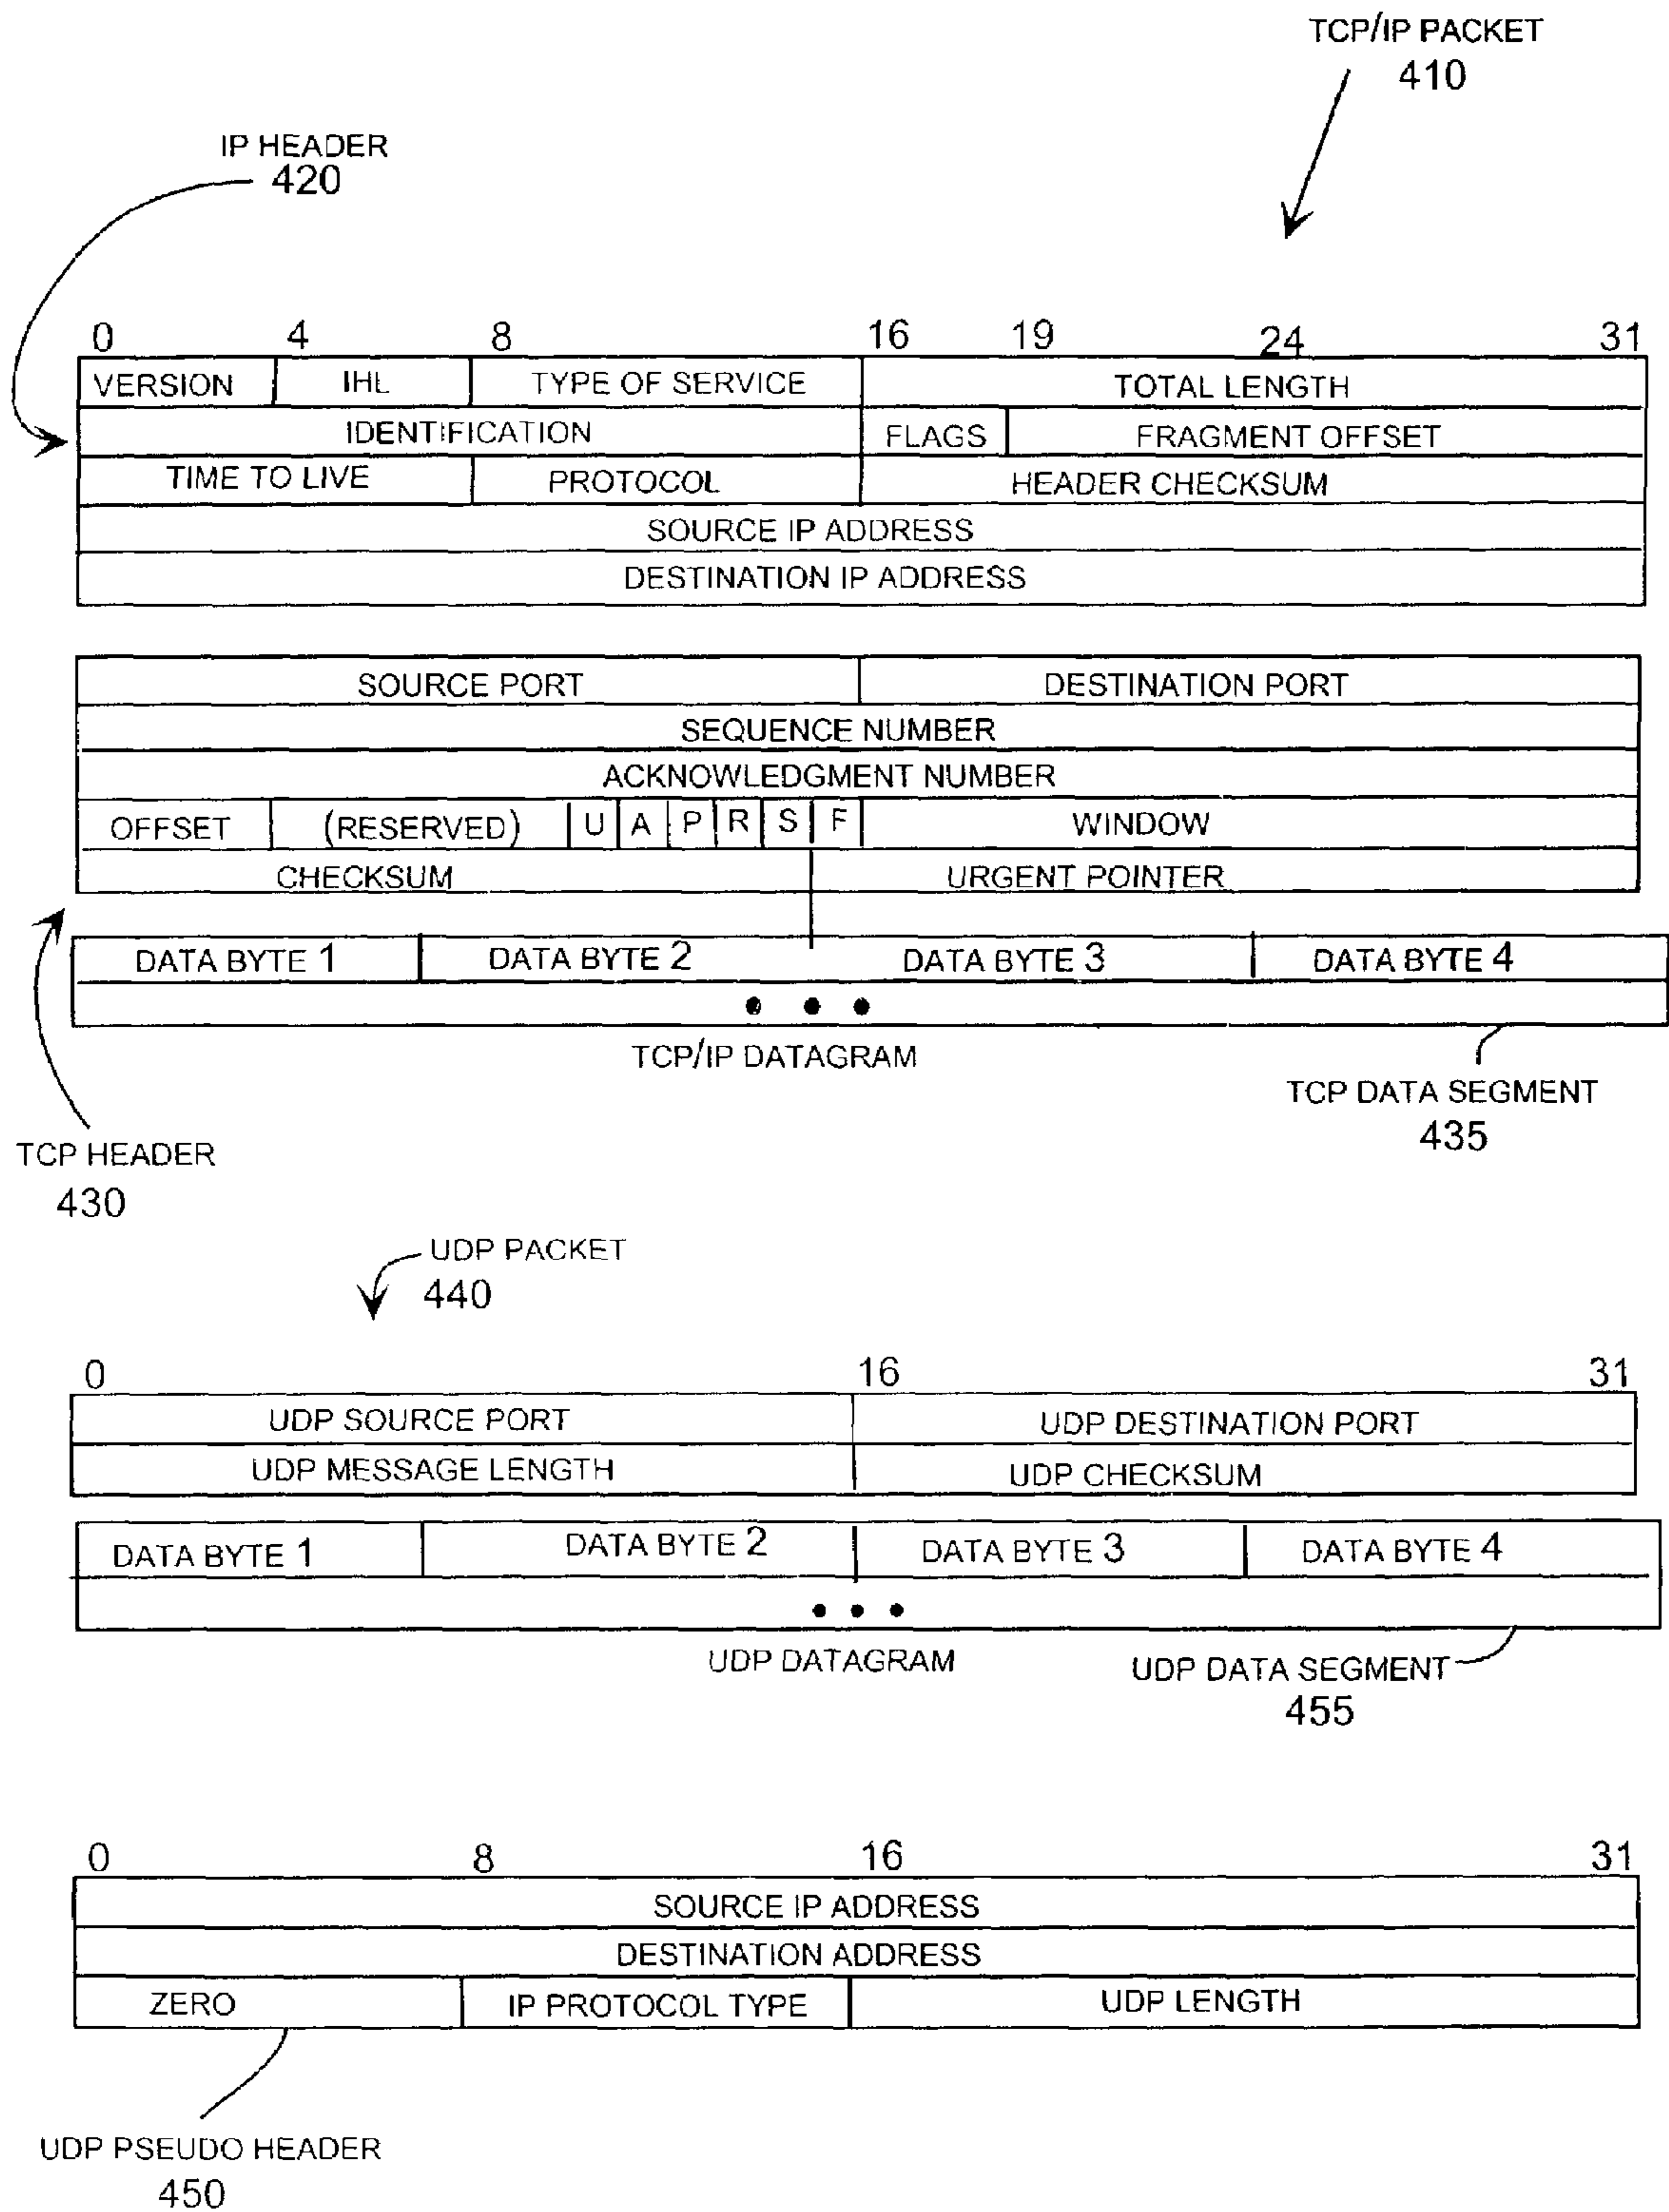 TCP/IP PACKET
410
IP HEADER
420
0 4 8 16 19 24 31
VERSION IHL TYPE OF SERVICE TOTAL LENGTH
IDENTIFICATION FLAGS FRAGMENT OFFSET
TIME TO LIVE PROTOCOL HEADER CHECKSUM
SOURCE IP ADDRESS
DESTINATION IP ADDRESS
SOURCE PORT DESTINATION PORT
SEQUENCE NUMBER
ACKNOWLEDGMENT NUMBER
OFFSET (RESERVED) U A P R S F WINDOW
CHECKSUM URGENT POINTER
DATA BYTE 1 DATA BYTE 2 DATA BYTE 3 DATA BYTE 4
TCP/IP DATAGRAM
TCP DATA SEGMENT
435
TCP HEADER
430
UDP PACKET
440
0 16 31
UDP SOURCE PORT UDP DESTINATION PORT
UDP MESSAGE LENGTH UDP CHECKSUM
DATA BYTE 1 DATA BYTE 2 DATA BYTE 3 DATA BYTE 4
UDP DATAGRAM
UDP DATA SEGMENT
455
0 8 16 31
SOURCE IP ADDRESS
DESTINATION ADDRESS
ZERO IP PROTOCOL TYPE UDP LENGTH
UDP PSEUDO HEADER
450